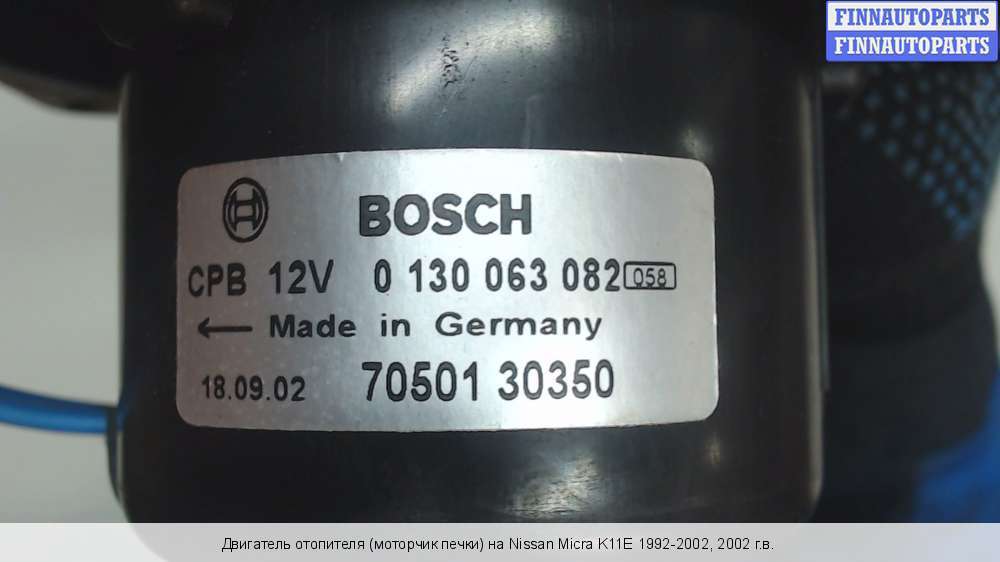 FINNAUTOPARTS
FINNAUTOPARTS
BOSCH
CPB 12V 0 130 063 082 058
← Made in Germany
18.09.02 70501 30350
Двигатель отопителя (моторчик печки) на Nissan Micra K11E 1992-2002, 2002 г.в.